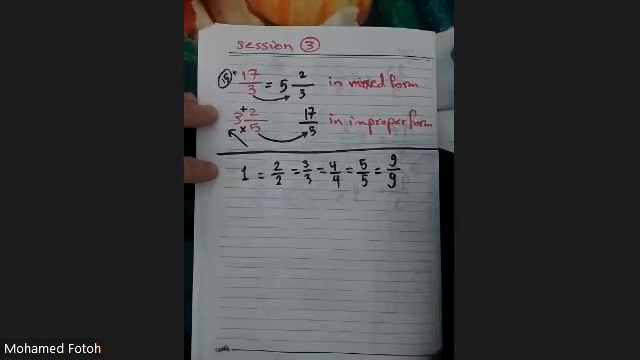 Session ③
17/3 = 5 2/3 in mixed form
3 + 2 × 5 17/5 in improper form
1 = 2/2 = 3/3 = 4/4 = 5/5 = 9/9
Mohamed Fotoh